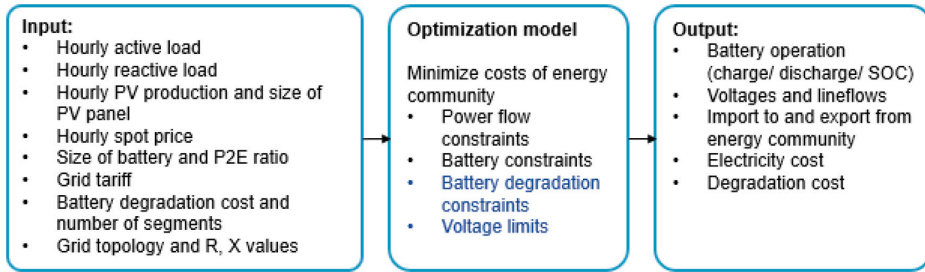 Input:
• Hourly active load
• Hourly reactive load
• Hourly PV production and size of
PV panel
• Hourly spot price
• Size of battery and P2E ratio
• Grid tariff
• Battery degradation cost and
number of segments
• Grid topology and R, X values
Optimization model
Minimize costs of energy
community
• Power flow
constraints
• Battery constraints
• Battery degradation
constraints
• Voltage limits
Output:
• Battery operation
(charge/ discharge/ SOC)
• Voltages and lineflows
• Import to and export from
energy community
• Electricity cost
• Degradation cost